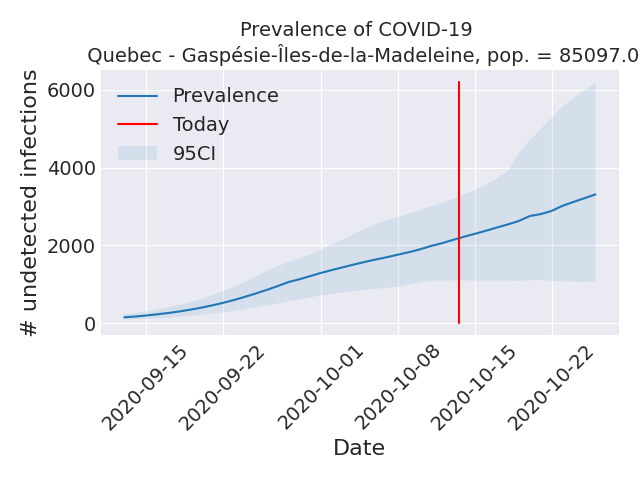 Prevalence of COVID-19
Quebec - Gaspésie-Îles-de-la-Madeleine, pop. = 85097.0
# undetected infections
6000
4000
2000
0
Prevalence
Today
95CI
2020-09-15
2020-09-22
2020-10-01
2020-10-08
2020-10-15
2020-10-22
Date